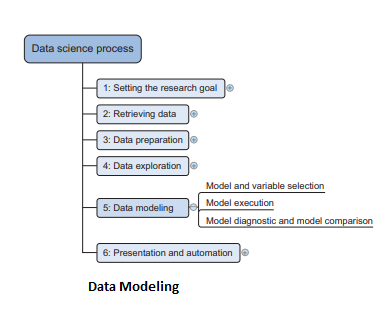 Data science process
1: Setting the research goal
2: Retrieving data
3: Data preparation
4: Data exploration
5: Data modeling
Model and variable selection
Model execution
Model diagnostic and model comparison
6: Presentation and automation
Data Modeling